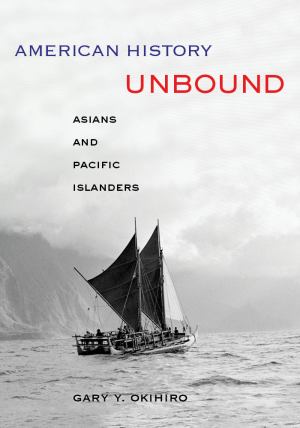 AMERICAN HISTORY
UNBOUND
ASIANS
AND
PACIFIC
ISLANDERS
GARY Y. OKIHIRO